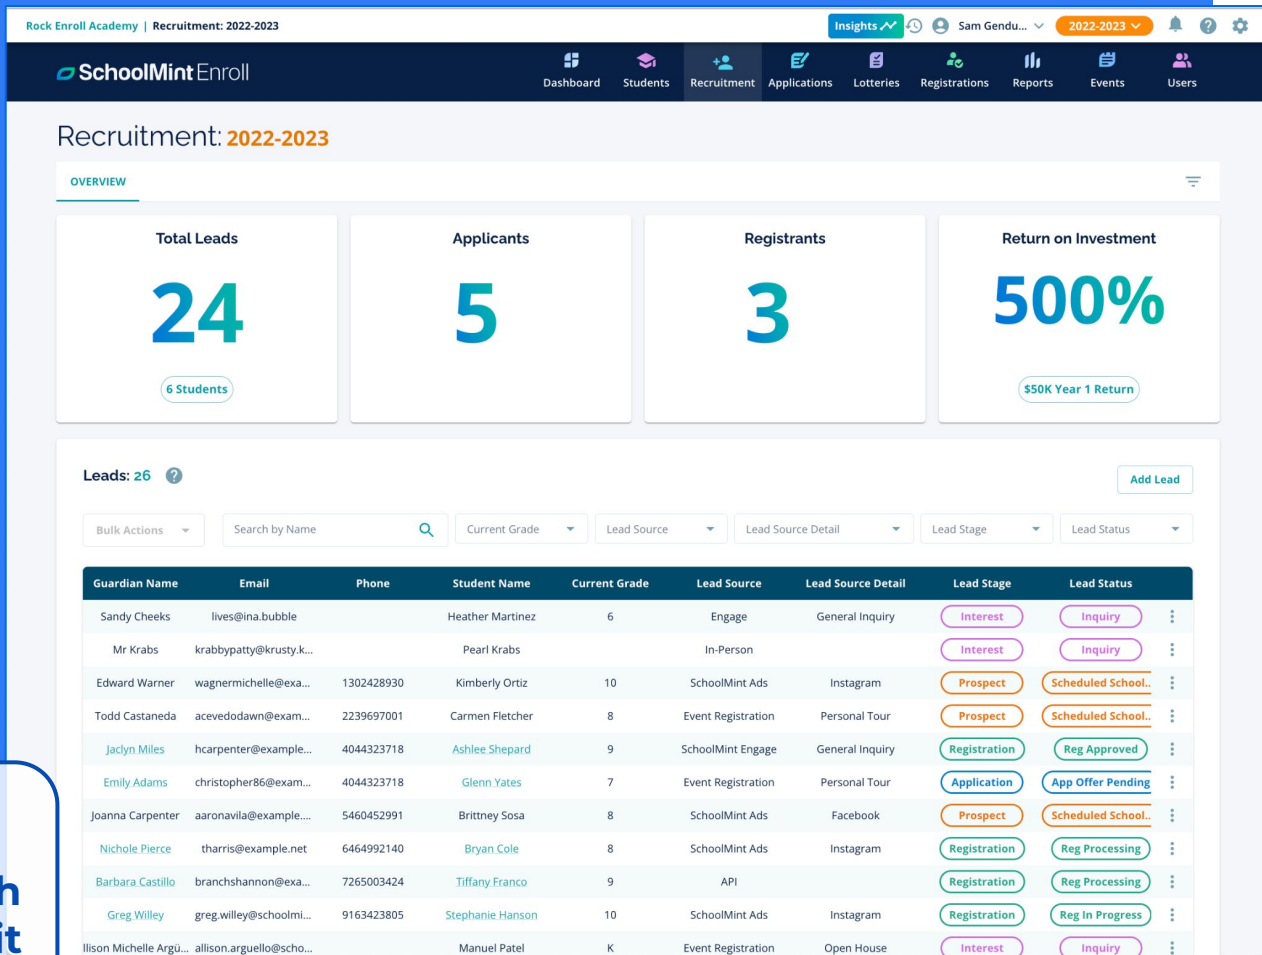 Rock Enroll Academy | Recruitment: 2022-2023 Insights Sam Gendu... 2022-2023
SchoolMint Enroll Dashboard Students Recruitment Applications Lotteries Registrations Reports Events Users
Recruitment: 2022-2023
OVERVIEW
Total Leads Applicants Registrants Return on Investment
24 5 3 500%
6 Students $50K Year 1 Return
Leads: 26 Add Lead
Bulk Actions Search by Name Current Grade Lead Source Lead Source Detail Lead Stage Lead Status
Guardian Name Email Phone Student Name Current Grade Lead Source Lead Source Detail Lead Stage Lead Status
Sandy Cheeks lives@ina.bubble Heather Martinez 6 Engage General Inquiry Interest Inquiry
Mr Krabs krabbypatty@krusty.k... Pearl Krabs In-Person Interest Inquiry
Edward Warner wagnermichelle@exa... 1302428930 Kimberly Ortiz 10 SchoolMint Ads Instagram Prospect Scheduled School..
Todd Castaneda acevedodawn@exam... 2239697001 Carmen Fletcher 8 Event Registration Personal Tour Prospect Scheduled School..
Jaclyn Miles hcarpenter@example... 4044323718 Ashlee Shepard 9 SchoolMint Engage General Inquiry Registration Reg Approved
Emily Adams christopher86@exam... 4044323718 Glenn Yates 7 Event Registration Personal Tour Application App Offer Pending
Joanna Carpenter aaronavila@example.... 5460452991 Brittney Sosa 8 SchoolMint Ads Facebook Prospect Scheduled School..
Nichole Pierce tharris@example.net 6464992140 Bryan Cole 8 SchoolMint Ads Instagram Registration Reg Processing
Barbara Castillo branchshannon@exa... 7265003424 Tiffany Franco 9 API Registration Reg Processing
Greg Willey greg.willey@schoolmi... 9163423805 Stephanie Hanson 10 SchoolMint Ads Instagram Registration Reg In Progress
llison Michelle Argü... allison.arguello@scho... Manuel Patel K Event Registration Open House Interest Inquiry